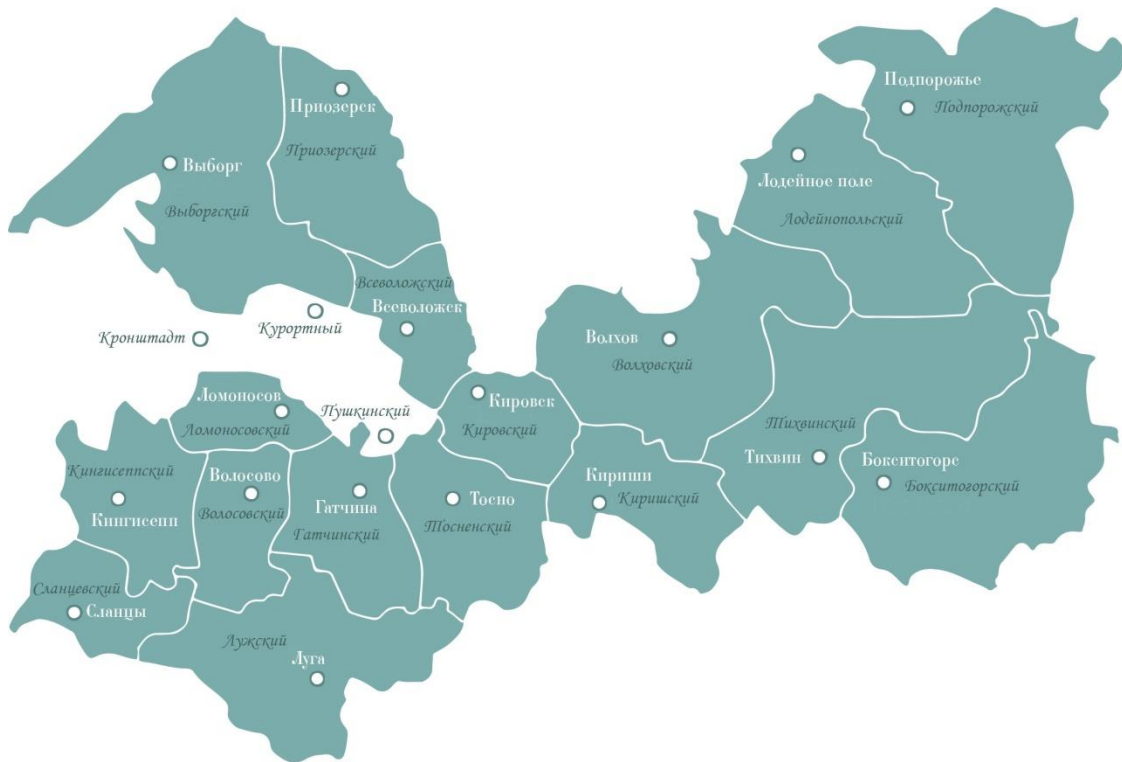 Подпорожье
Подпорожский
Приозерск
Приозерский
Выборг
Выборгский
Лодейное поле
Лодейнопольский
Всеволожский
Всеволожск
Курортный
Кронштадт
Волхов
Волховский
Ломоносов
Ломоносовский
Пушкинский
Кировск
Кировский
Тихвинский
Тихвин
Бокситогорс
Бокситогорский
Кингисеппский
Кингисепп
Волосово
Волосовский
Гатчина
Гатчинский
Тосно
Тосненский
Кириши
Киришский
Сланцевский
Сланцы
Лужский
Луга